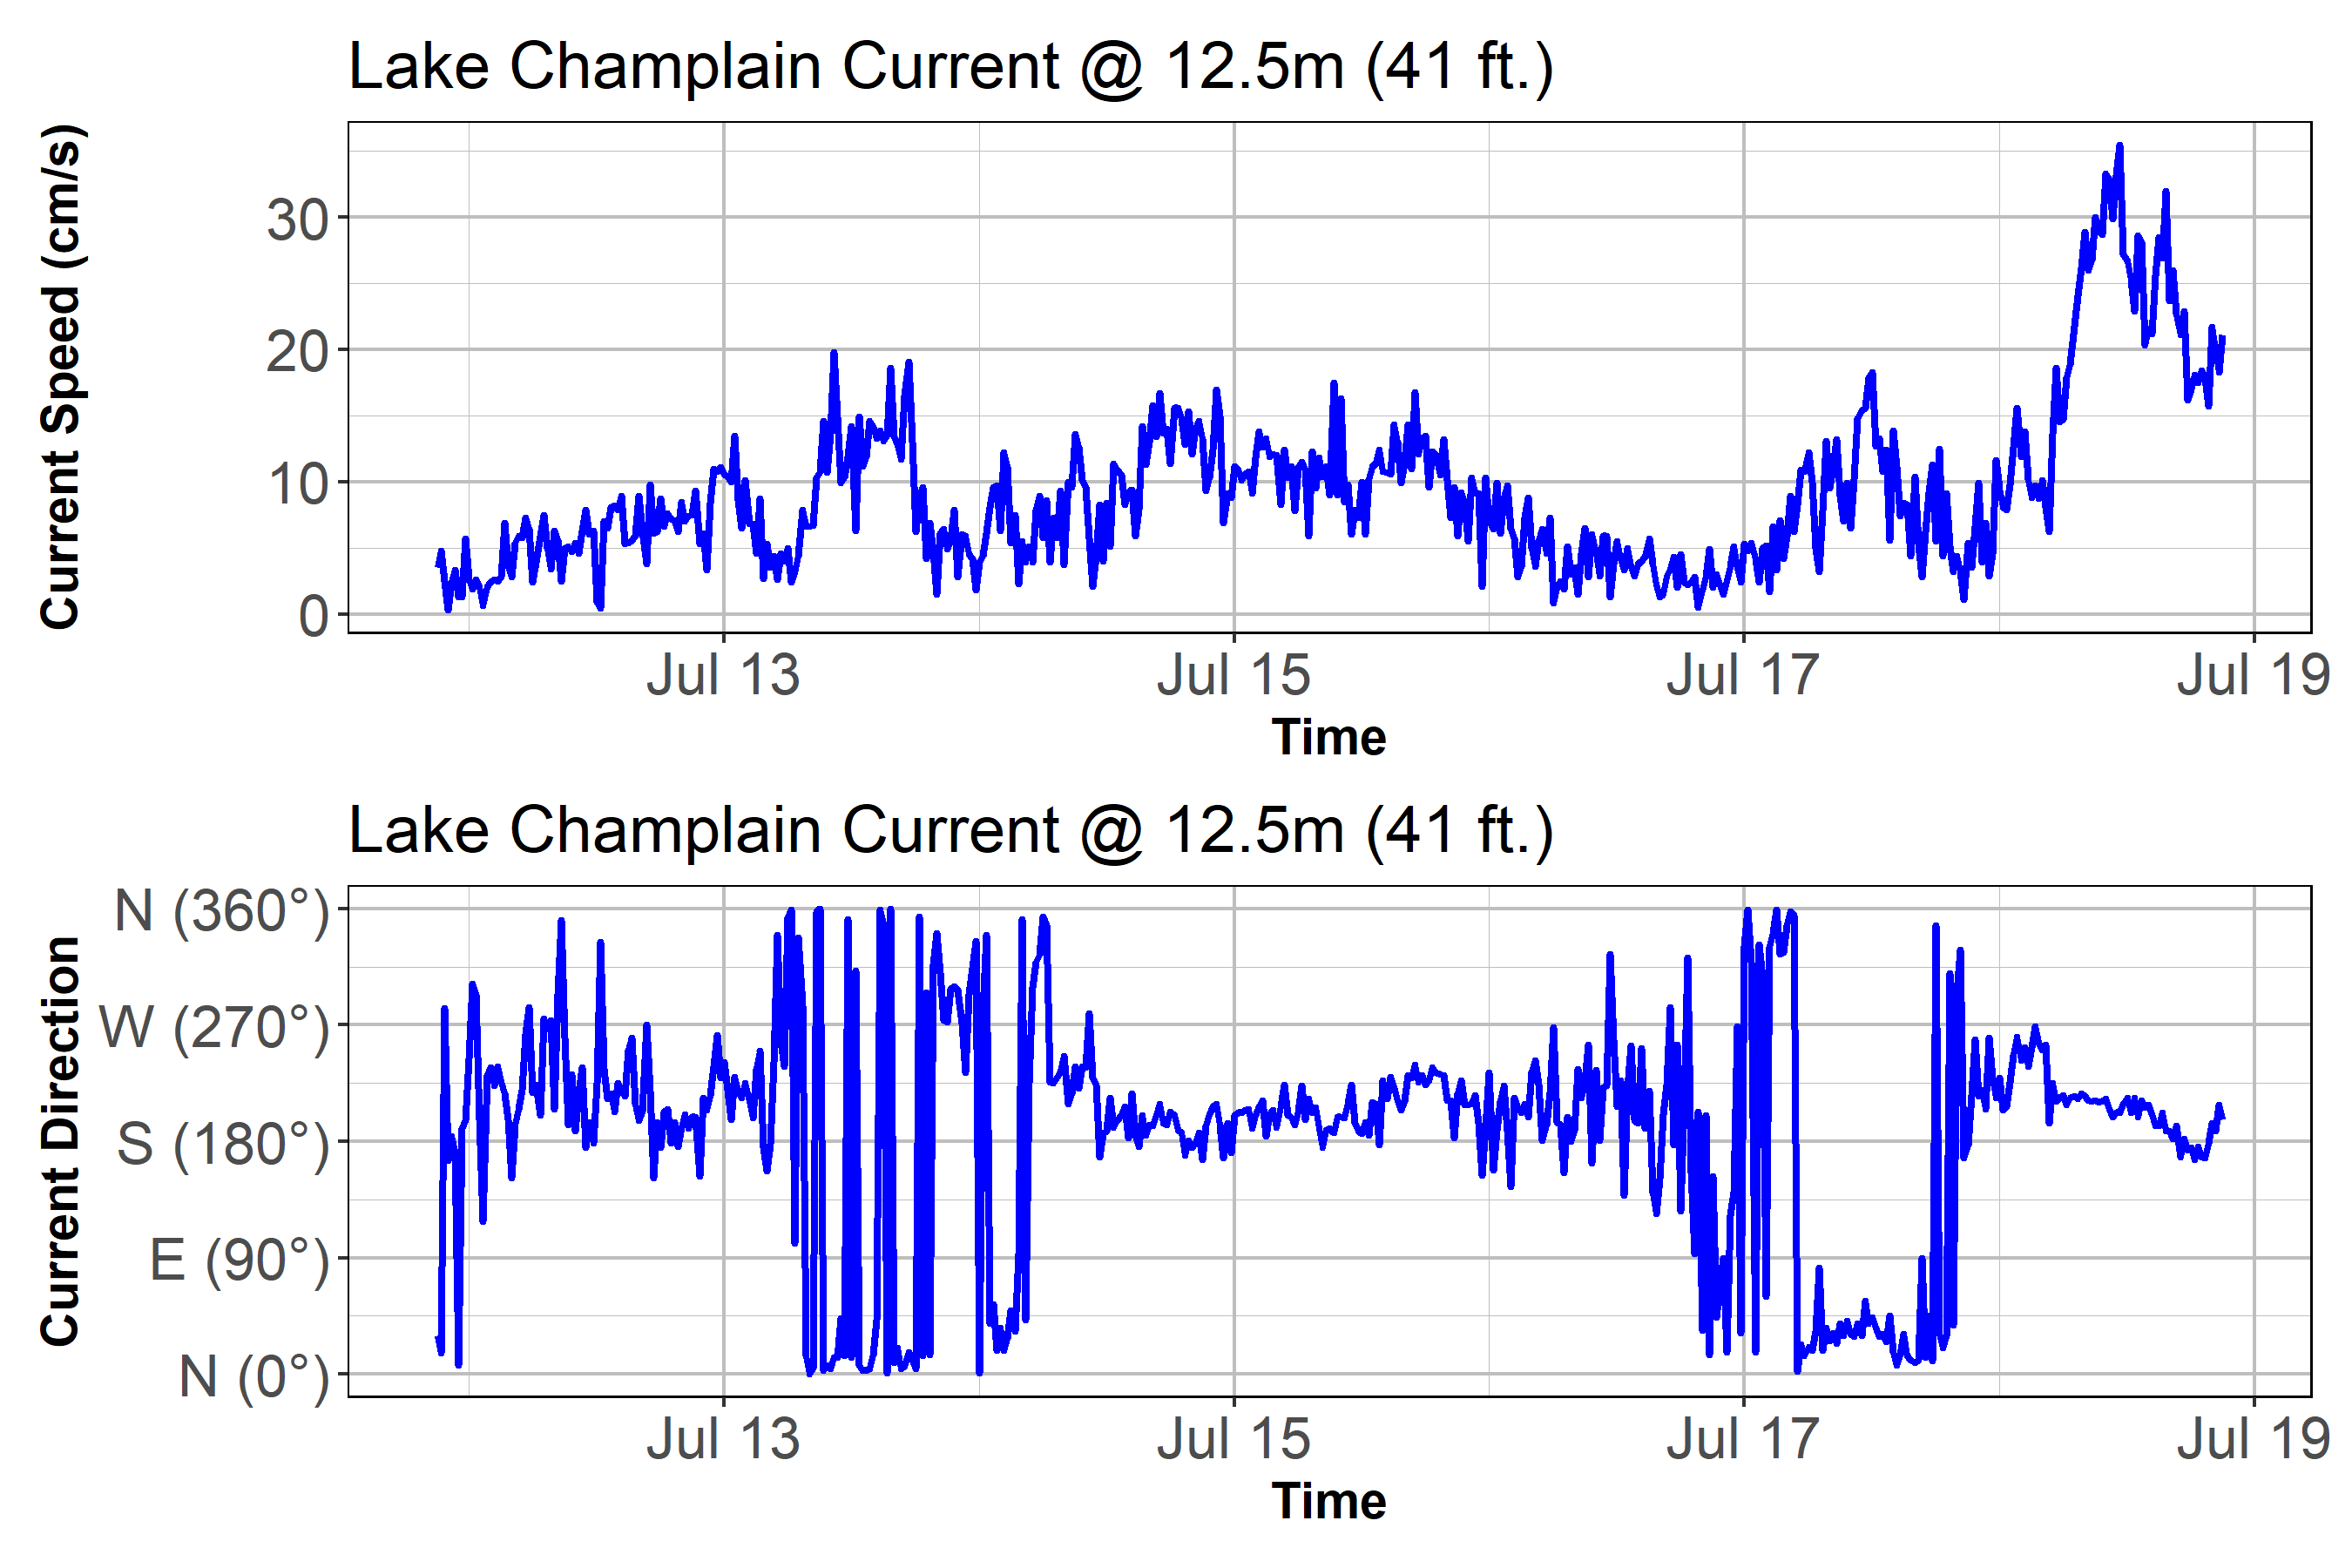 Lake Champlain Current @ 12.5m (41 ft.)
Current Speed (cm/s)
30
20
10
0
Jul 13 Jul 15 Jul 17 Jul 19
Time
Lake Champlain Current @ 12.5m (41 ft.)
Current Direction
N (360°)
W (270°)
S (180°)
E (90°)
N (0°)
Jul 13 Jul 15 Jul 17 Jul 19
Time